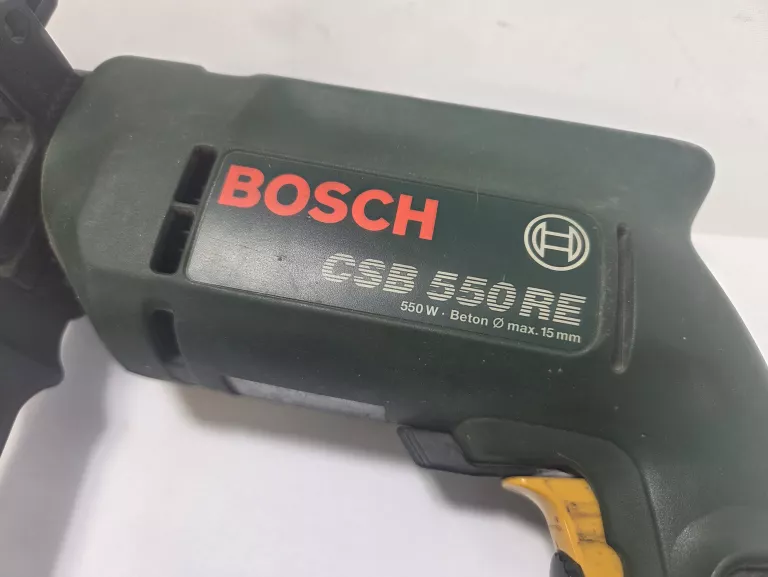 BOSCH
CSB 550 RE
550 W · Beton Ø max. 15 mm